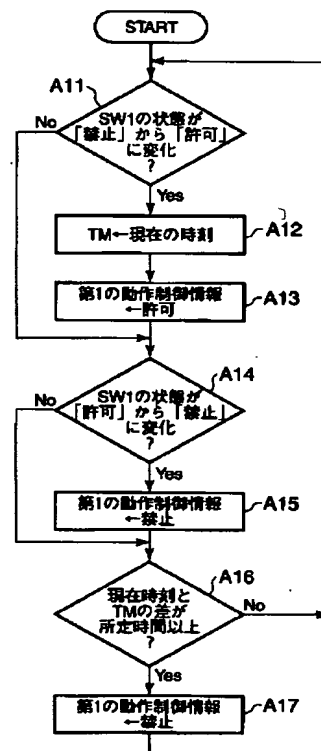 START
A11
SW1の状態が
「禁止」から「許可」
に変化
?
No
Yes
TM←現在の時刻
A12
第1の動作制御情報
←許可
A13
A14
SW1の状態が
「許可」から「禁止」
に変化
?
No
Yes
第1の動作制御情報
←禁止
A15
A16
現在時刻と
TMの差が
所定時間以上
?
No
Yes
第1の動作制御情報
←禁止
A17